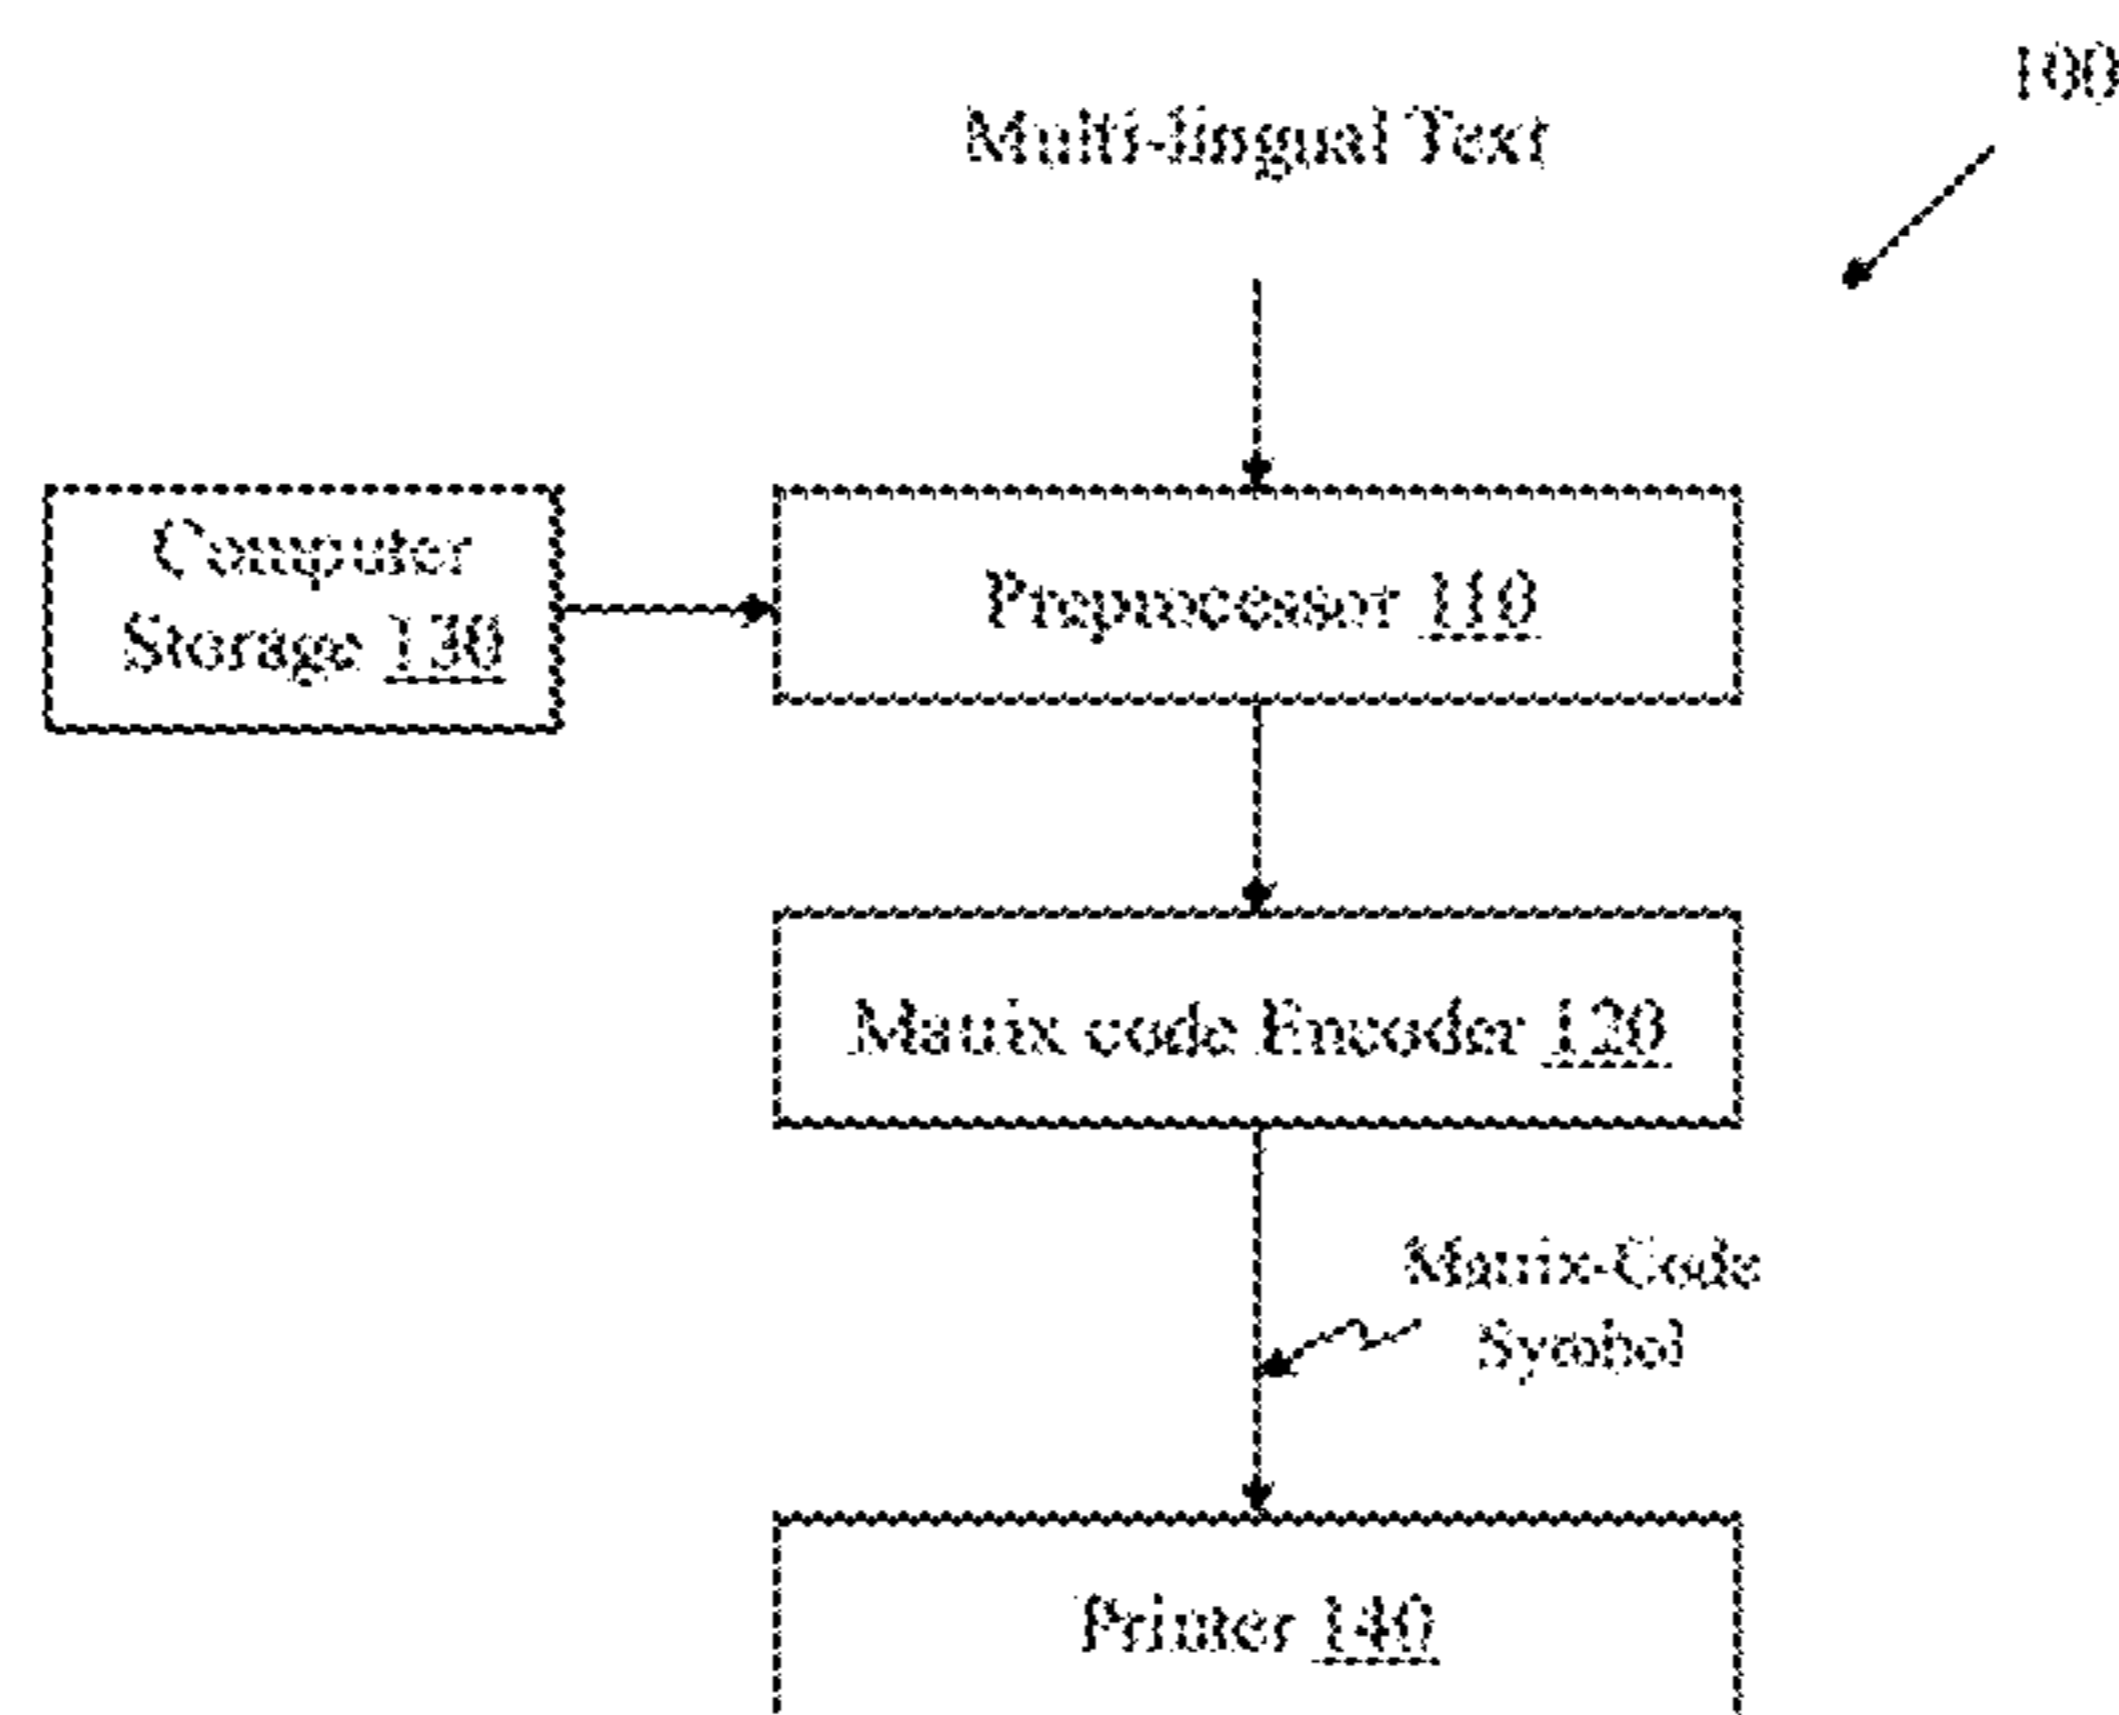 100
Multi-lingual Text
Computer
Storage 130
Preprocessor 110
Matrix code Encoder 120
Matrix-Code
Symbol
Printer 140